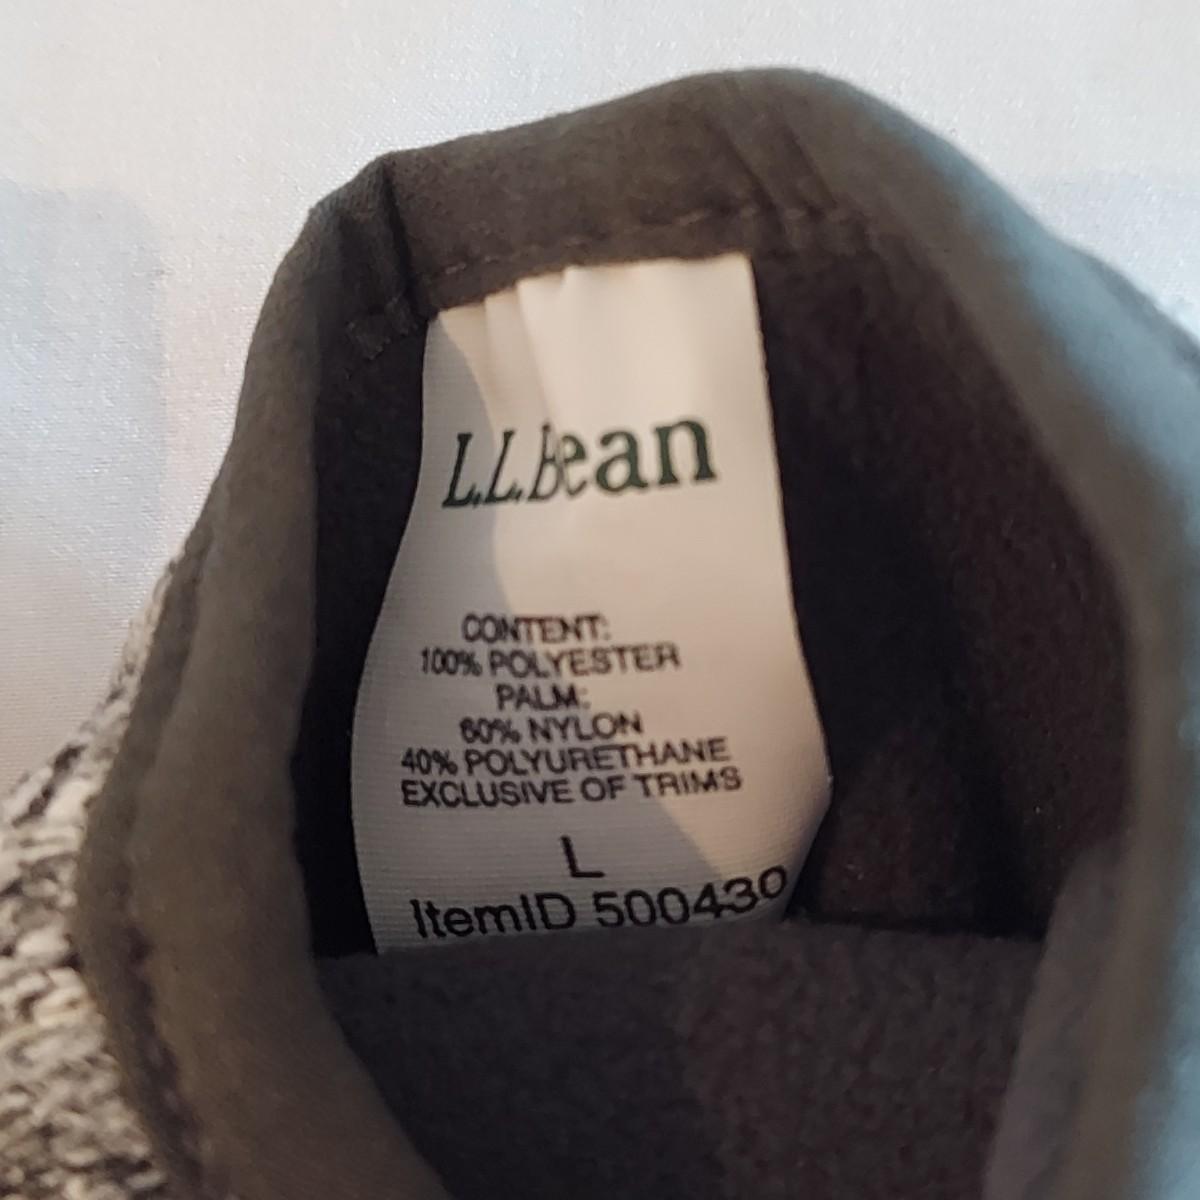 L.L.Bean
CONTENT:
100% POLYESTER
PALM:
60% NYLON
40% POLYURETHANE
EXCLUSIVE OF TRIMS
L
ItemID 500430